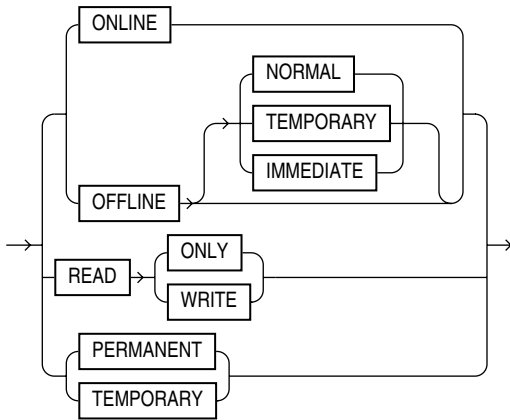 ONLINE
NORMAL
TEMPORARY
IMMEDIATE
OFFLINE
ONLY
READ
WRITE
PERMANENT
TEMPORARY